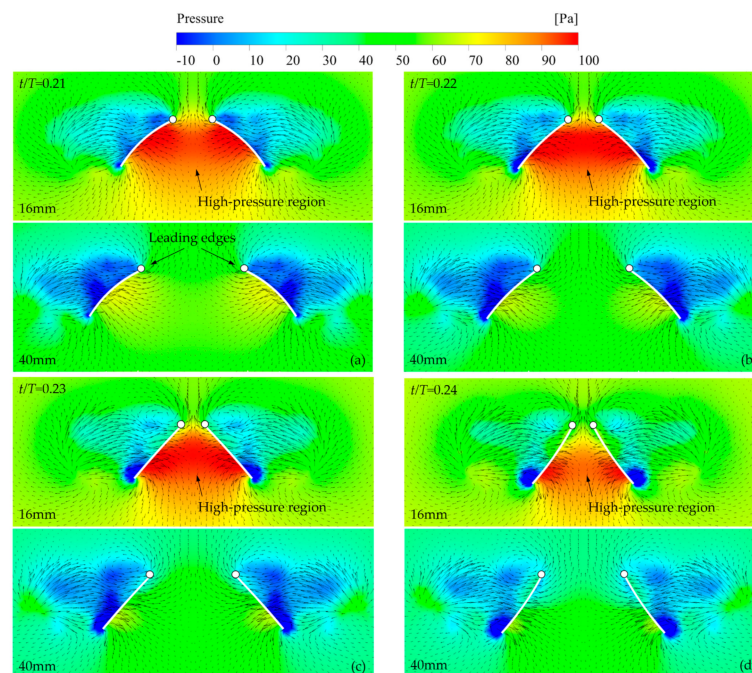 Pressure [Pa]
-10 0 10 20 30 40 50 60 70 80 90 100
t/T=0.21
High-pressure region
16mm
Leading edges
40mm
(a)
t/T=0.22
High-pressure region
16mm
40mm
(b)
t/T=0.23
High-pressure region
16mm
40mm
(c)
t/T=0.24
High-pressure region
16mm
40mm
(d)